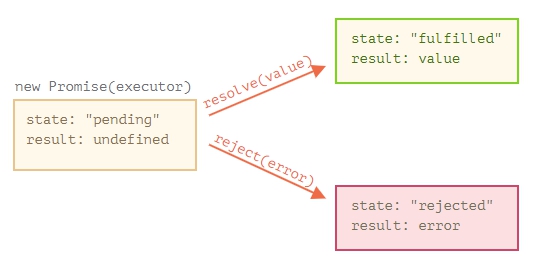 new Promise(executor)
state: "pending"
result: undefined
resolve(value)
reject(error)
state: "fulfilled"
result: value
state: "rejected"
result: error